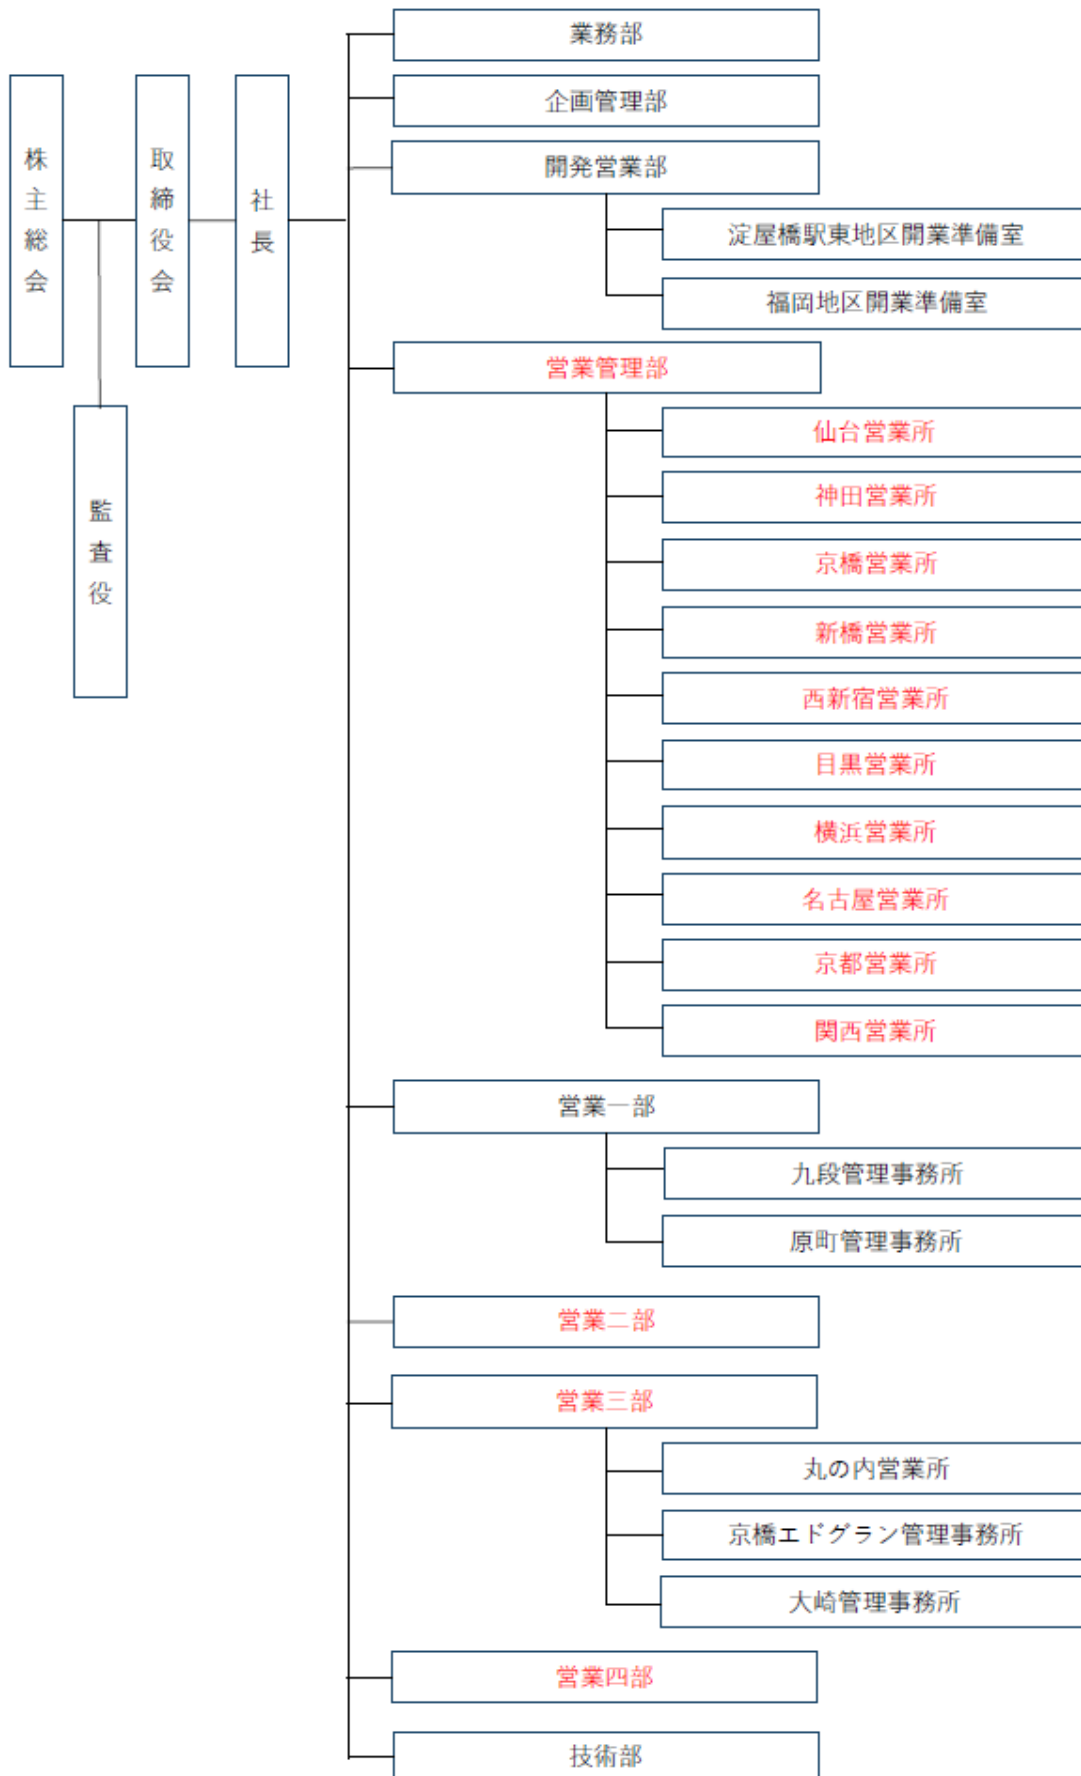 株主総会
取締役会
社長
監査役
業務部
企画管理部
開発営業部
淀屋橋駅東地区開業準備室
福岡地区開業準備室
営業管理部
仙台営業所
神田営業所
京橋営業所
新橋営業所
西新宿営業所
目黒営業所
横浜営業所
名古屋営業所
京都営業所
関西営業所
営業一部
九段管理事務所
原町管理事務所
営業二部
営業三部
丸の内営業所
京橋エドグラン管理事務所
大崎管理事務所
営業四部
技術部